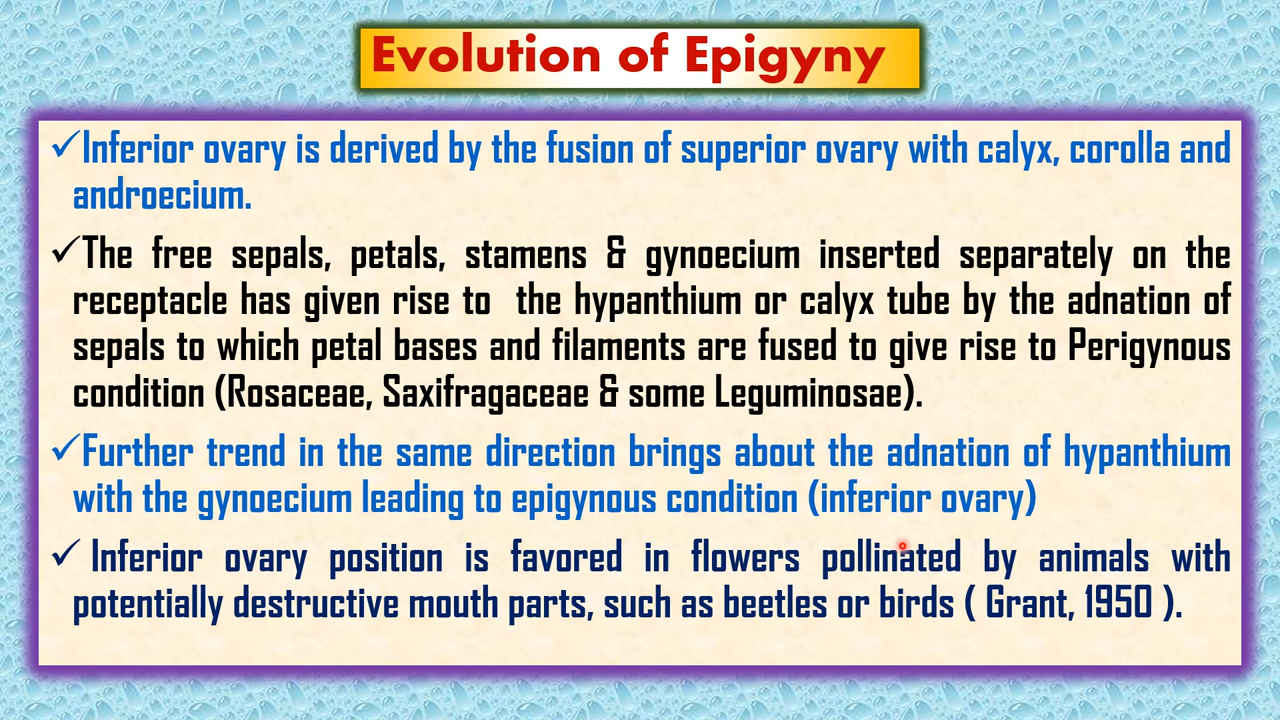 Evolution of Epigyny
✓Inferior ovary is derived by the fusion of superior ovary with calyx, corolla and
androecium.
✓The free sepals, petals, stamens & gynoecium inserted separately on the
receptacle has given rise to the hypanthium or calyx tube by the adnation of
sepals to which petal bases and filaments are fused to give rise to Perigynous
condition (Rosaceae, Saxifragaceae & some Leguminosae).
✓Further trend in the same direction brings about the adnation of hypanthium
with the gynoecium leading to epigynous condition (inferior ovary)
✓ Inferior ovary position is favored in flowers pollinated by animals with
potentially destructive mouth parts, such as beetles or birds ( Grant, 1950 ).